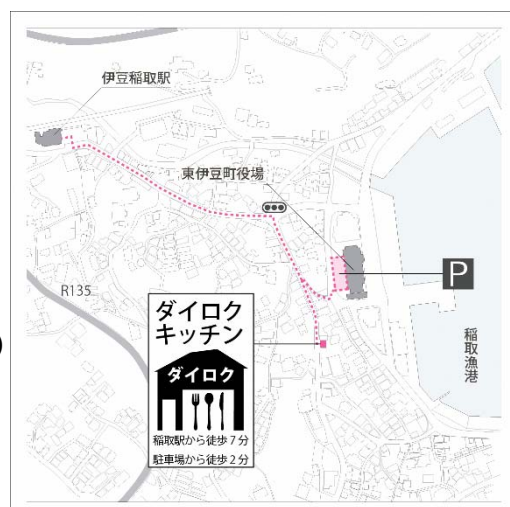 伊豆稲取駅
東伊豆町役場
P
R135
稲取漁港
ダイロク
キッチン
ダイロク
稲取駅から徒歩7分
駐車場から徒歩2分